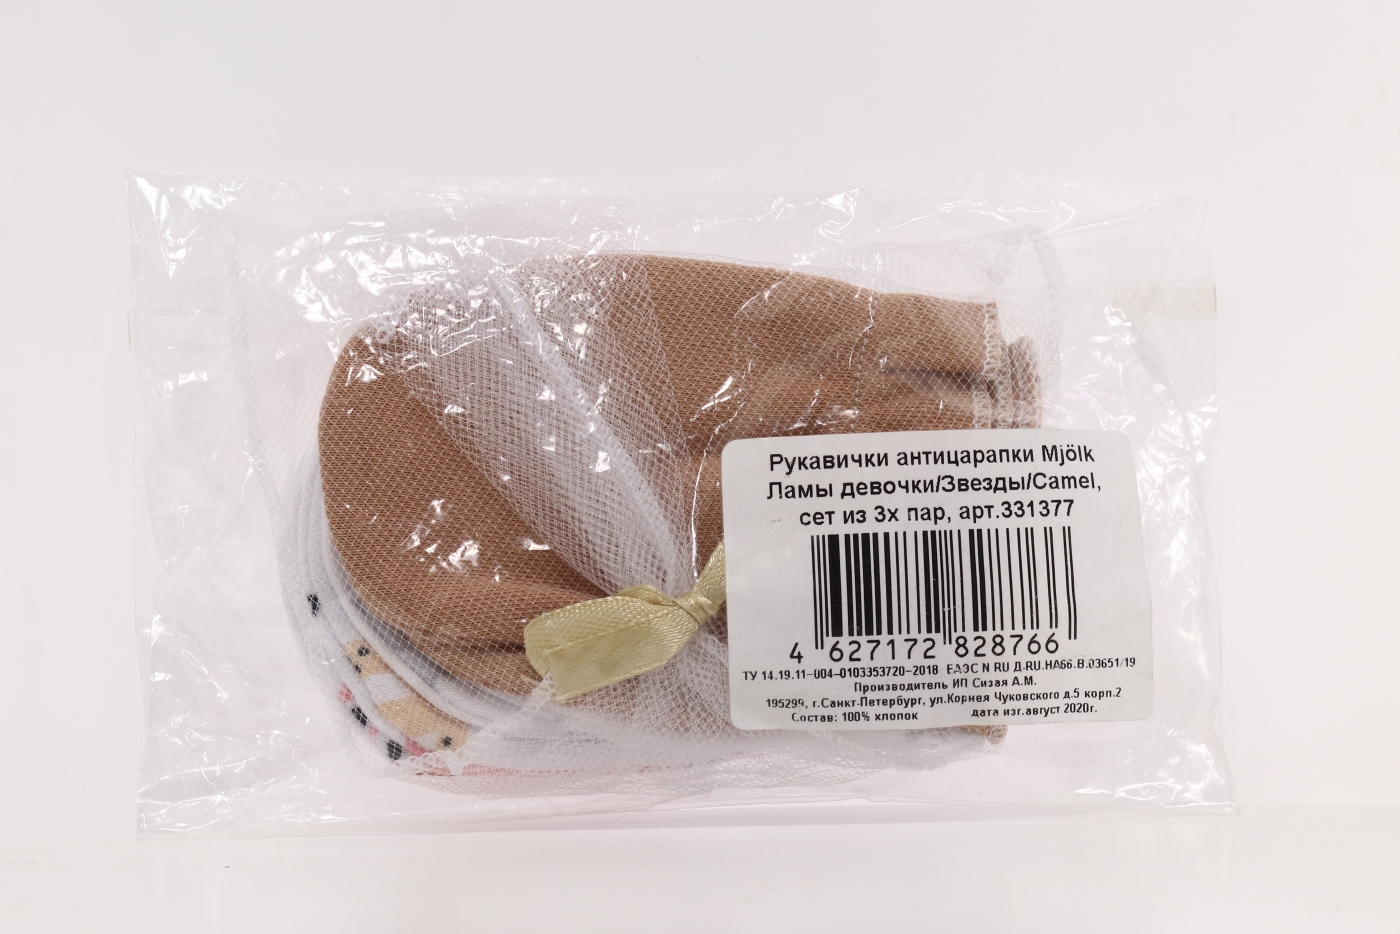 Рукавички антицарапки Mjölk
Ламы девочки/Звезды/Camel,
сет из 3х пар, арт.331377
4 627172 828766
ТУ 14.19.11-004-0103353720-2018 ЕАЭС N RU Д-RU.НА66.В.03651/19
Производитель ИП Сизая А.М.
195299, г.Санкт-Петербург, ул.Корнея Чуковского д.5 корп.2
Состав: 100% хлопок дата изг.август 2020г.